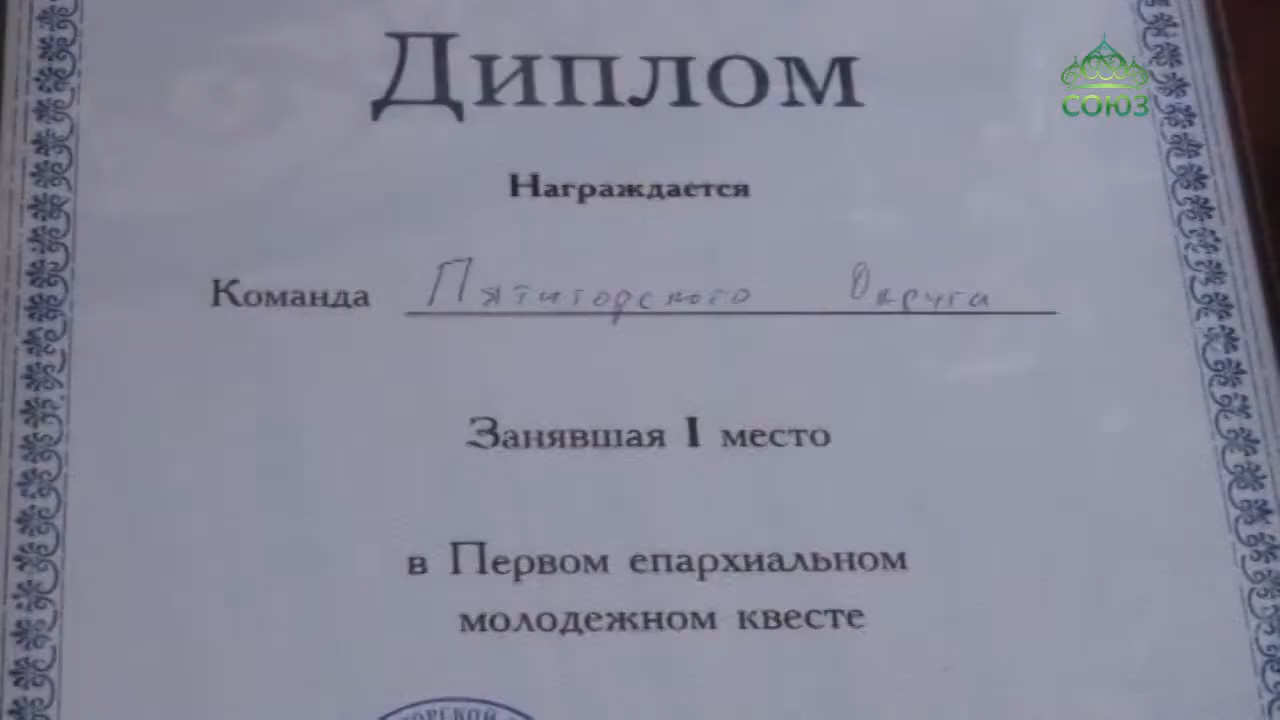 Диплом
СОЮЗ
Награждается
Команда Пятигорского Округа
Занявшая I место
в Первом епархиальном
молодежном квесте